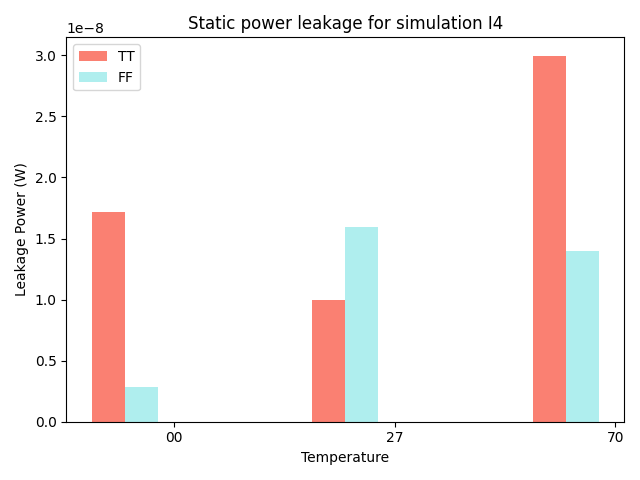 Static power leakage for simulation I4
1e−8
TT
FF
3.0
2.5
2.0
1.5
1.0
0.5
0.0
Leakage Power (W)
00
27
70
Temperature